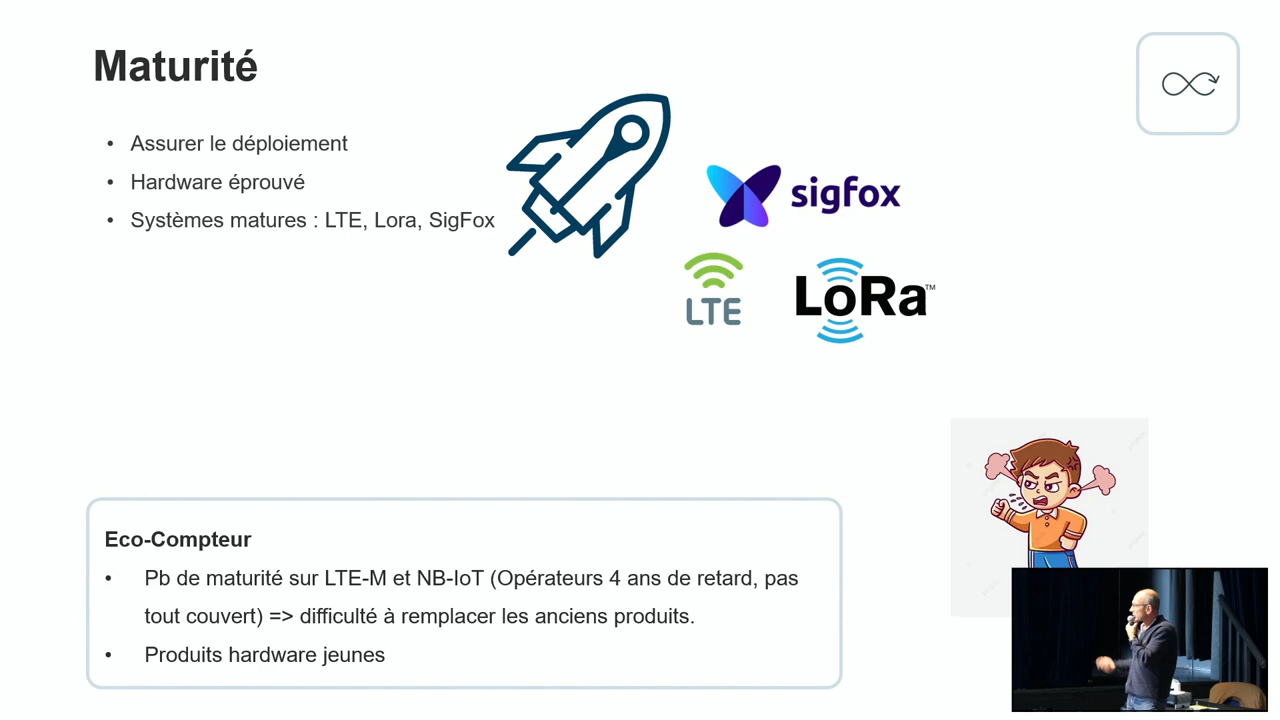 Maturité
• Assurer le déploiement
• Hardware éprouvé
• Systèmes matures : LTE, Lora, SigFox
sigfox
LTE
LoRa™
Eco-Compteur
• Pb de maturité sur LTE-M et NB-IoT (Opérateurs 4 ans de retard, pas
tout couvert) => difficulté à remplacer les anciens produits.
• Produits hardware jeunes